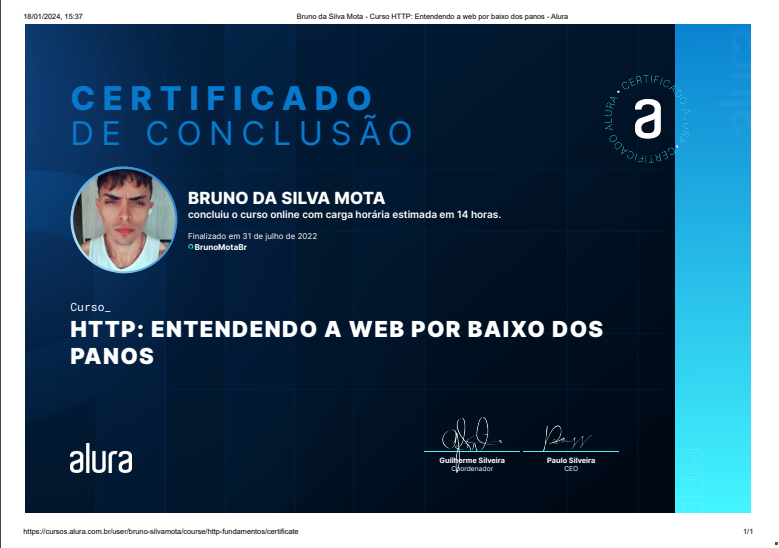 18/01/2024, 15:37
Bruno da Silva Mota - Curso HTTP: Entendendo a web por baixo dos panos - Alura
CERTIFICADO
DE CONCLUSÃO
CERTIFICADO ALURA • CERTIFICADO ALURA •
a
alura
BRUNO DA SILVA MOTA
concluiu o curso online com carga horária estimada em 14 horas.
Finalizado em 31 de julho de 2022
BrunoMotaBr
Curso_
HTTP: ENTENDENDO A WEB POR BAIXO DOS
PANOS
alura
Guilherme Silveira
Coordenador
Paulo Silveira
CEO
alura
https://cursos.alura.com.br/user/bruno-silvamota/course/http-fundamentos/certificate
1/1